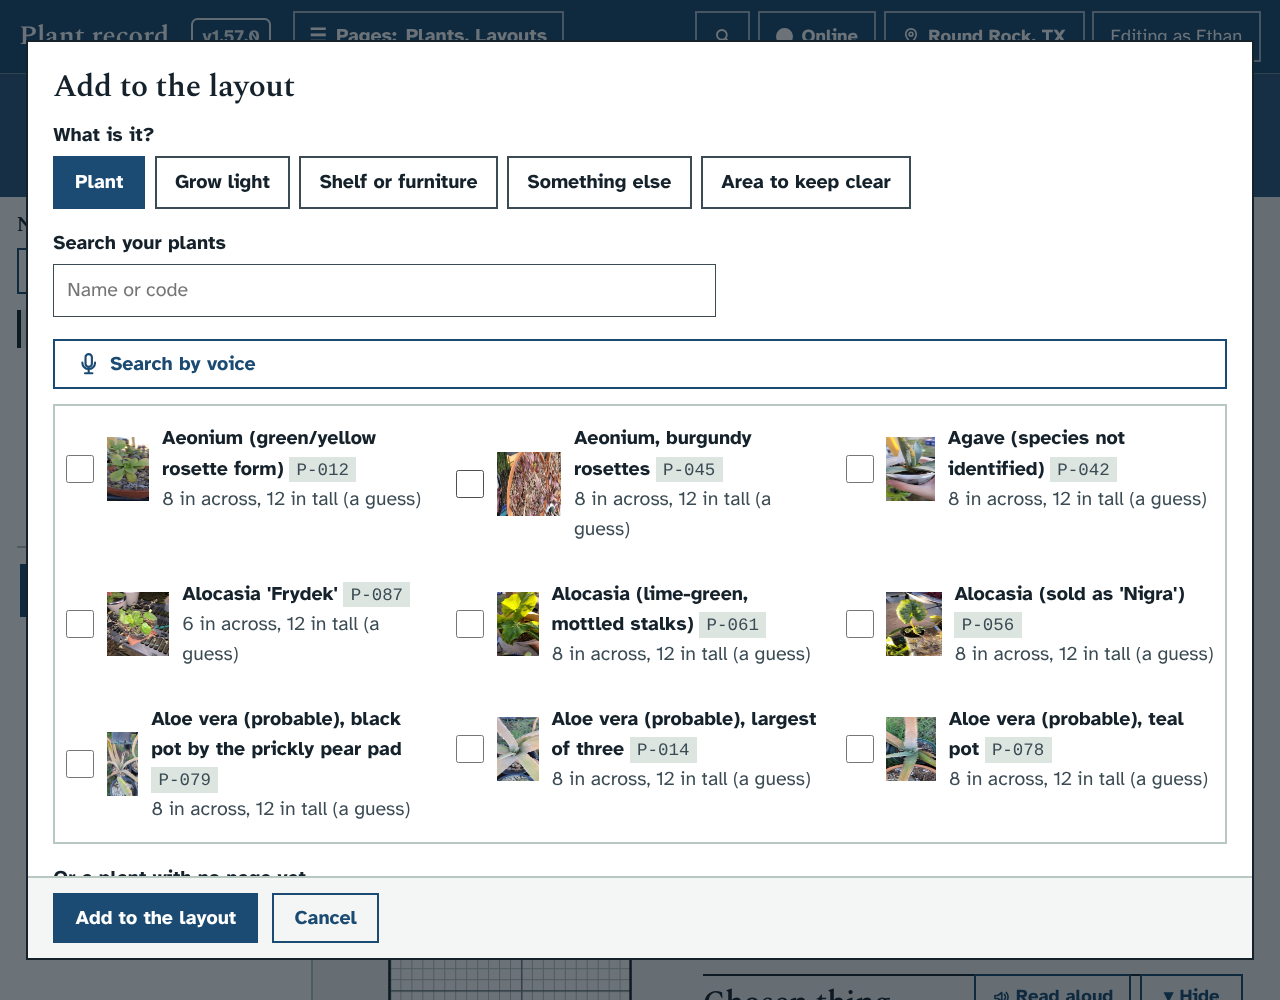 Plant record v1.57.0 Pages: Plants, Layouts Online Round Rock, TX Editing as Ethan
Add to the layout
What is it?
Plant Grow light Shelf or furniture Something else Area to keep clear
Search your plants
Name or code
Search by voice
Aeonium (green/yellow
rosette form) P-012
8 in across, 12 in tall (a guess)
Aeonium, burgundy
rosettes P-045
8 in across, 12 in tall (a
guess)
Agave (species not
identified) P-042
8 in across, 12 in tall (a guess)
Alocasia 'Frydek' P-087
6 in across, 12 in tall (a
guess)
Alocasia (lime-green,
mottled stalks) P-061
8 in across, 12 in tall (a guess)
Alocasia (sold as 'Nigra')
P-056
8 in across, 12 in tall (a guess)
Aloe vera (probable), black
pot by the prickly pear pad
P-079
8 in across, 12 in tall (a guess)
Aloe vera (probable), largest
of three P-014
8 in across, 12 in tall (a guess)
Aloe vera (probable), teal
pot P-078
8 in across, 12 in tall (a guess)
Or a plant with no page yet
Add to the layout Cancel
Chosen thing Read aloud ▼ Hide